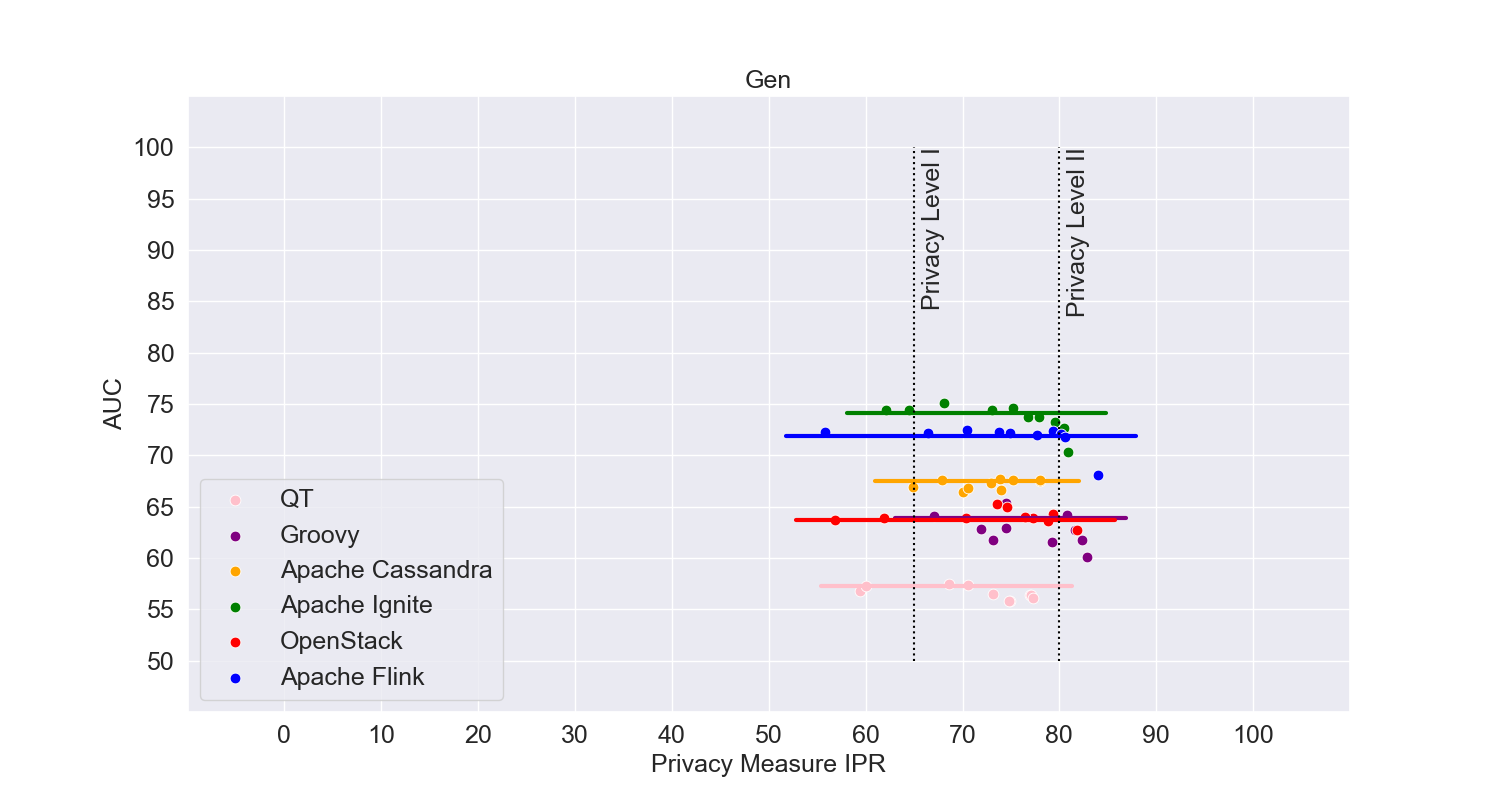 Gen
100
95
90
85
80
75
70
65
60
55
50
AUC
Privacy Level I
Privacy Level II
QT
Groovy
Apache Cassandra
Apache Ignite
OpenStack
Apache Flink
0 10 20 30 40 50 60 70 80 90 100
Privacy Measure IPR